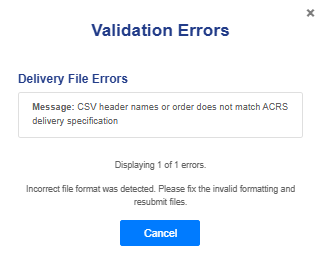 ×
Validation Errors
Delivery File Errors
Message: CSV header names or order does not match ACRS
delivery specification
Displaying 1 of 1 errors.
Incorrect file format was detected. Please fix the invalid formatting and
resubmit files.
Cancel